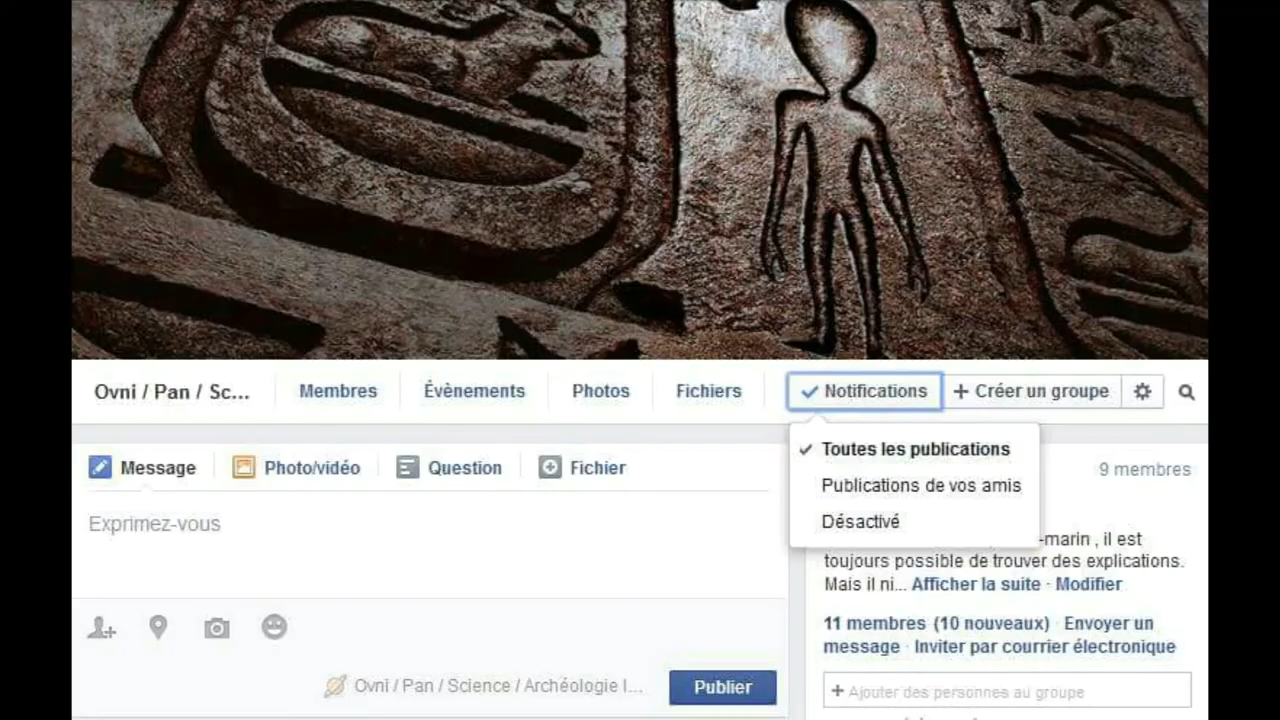 Ovni / Pan / Sc...
Membres
Évènements
Photos
Fichiers
Notifications
Créer un groupe
Toutes les publications
Publications de vos amis
Désactivé
Message
Photo/vidéo
Question
Fichier
9 membres
Exprimez-vous
-marin , il est
toujours possible de trouver des explications.
Mais il ni... Afficher la suite · Modifier
11 membres (10 nouveaux) · Envoyer un
message · Inviter par courrier électronique
Ovni / Pan / Science / Archéologie I...
Publier
+ Ajouter des personnes au groupe